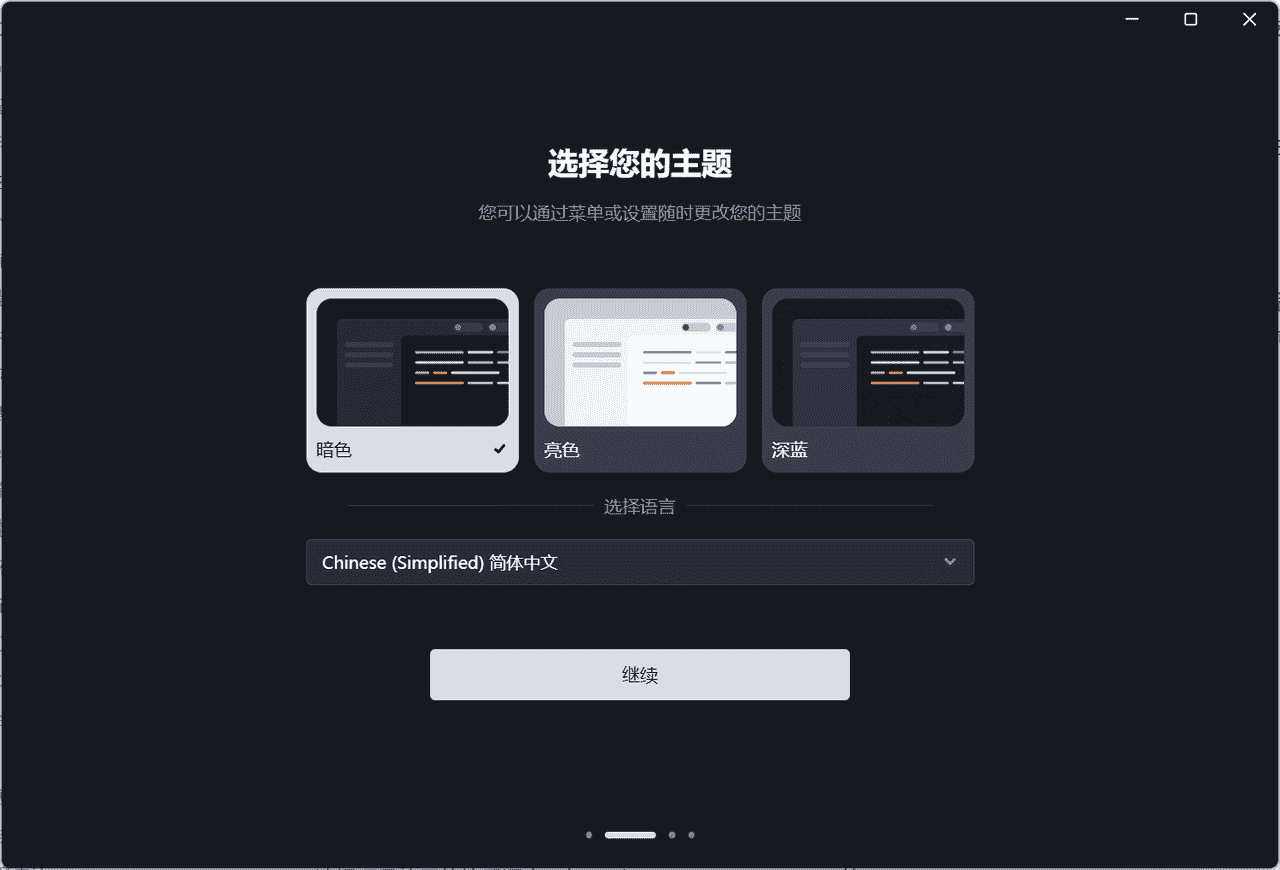 选择您的主题
您可以通过菜单或设置随时更改您的主题
暗色
亮色
深蓝
选择语言
Chinese (Simplified) 简体中文
继续